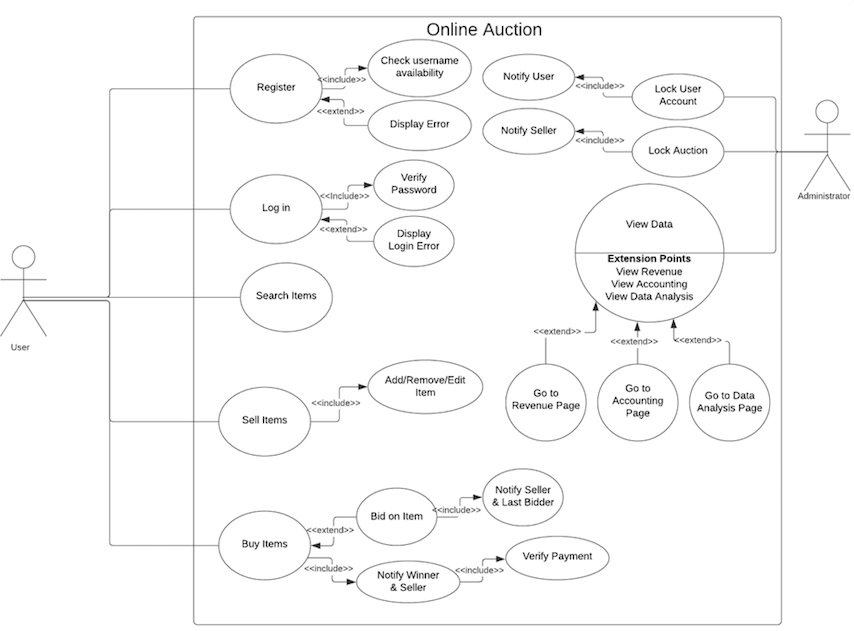 Online Auction
Register
<<include>>
Check username
availability
<<extend>>
Display Error
Notify User
<<include>>
Lock User
Account
Notify Seller
<<include>>
Lock Auction
Administrator
Log in
<<Include>>
Verify
Password
<<extend>>
Display
Login Error
View Data
Extension Points
View Revenue
View Accounting
View Data Analysis
Search Items
User
<<extend>>
<<extend>>
<<extend>>
Go to
Revenue Page
Go to
Accounting
Page
Go to Data
Analysis Page
Sell Items
<<include>>
Add/Remove/Edit
Item
Buy Items
<<extend>>
Bid on Item
<<include>>
Notify Seller
& Last Bidder
<<include>>
Notify Winner
& Seller
<<include>>
Verify Payment